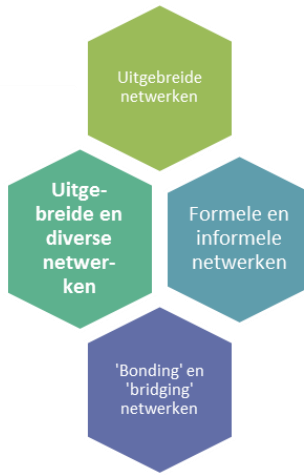 Uitgebreide
netwerken
Uitge-
breide en
diverse
netwer-
ken
Formele en
informele
netwerken
'Bonding' en
'bridging'
netwerken